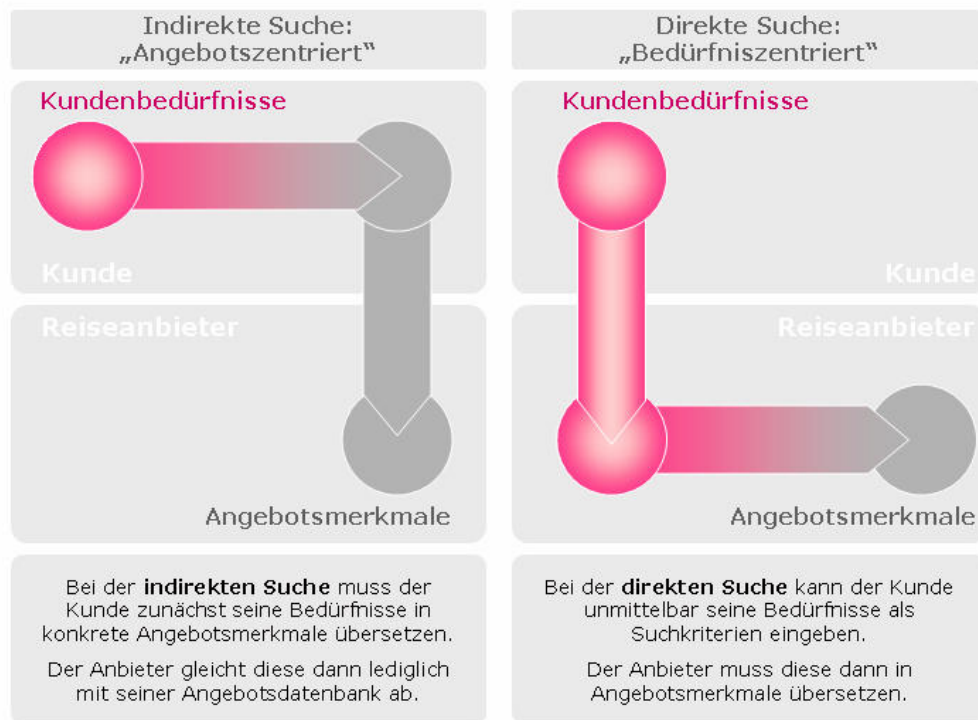 Indirekte Suche:
„Angebotszentriert“
Kundenbedürfnisse
Kunde
Reiseanbieter
Angebotsmerkmale
Bei der indirekten Suche muss der
Kunde zunächst seine Bedürfnisse in
konkrete Angebotsmerkmale übersetzen.
Der Anbieter gleicht diese dann lediglich
mit seiner Angebotsdatenbank ab.
Direkte Suche:
„Bedürfniszentriert“
Kundenbedürfnisse
Kunde
Reiseanbieter
Angebotsmerkmale
Bei der direkten Suche kann der Kunde
unmittelbar seine Bedürfnisse als
Suchkriterien eingeben.
Der Anbieter muss diese dann in
Angebotsmerkmale übersetzen.